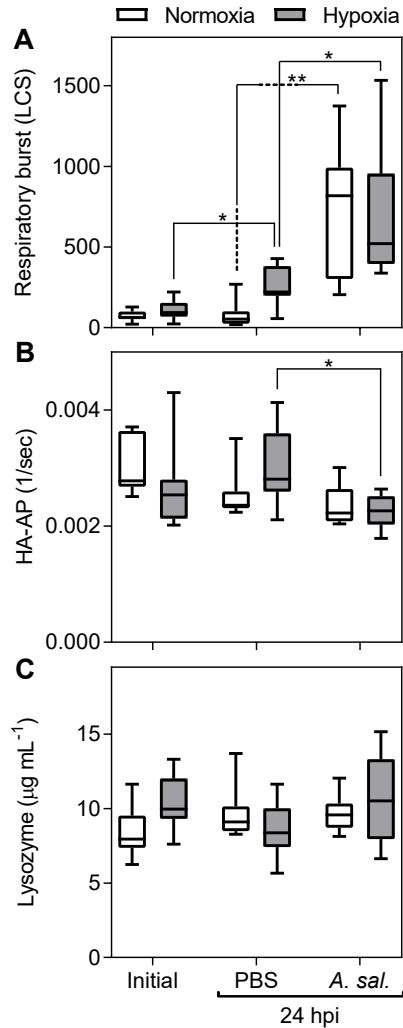 Normoxia Hypoxia
A
Respiratory burst (LCS)
1500
1000
500
0
*
**
*
B
HA-AP (1/sec)
0.004
0.002
0.000
*
C
Lysozyme (μg mL⁻¹)
15
10
5
0
Initial PBS A. sal.
24 hpi